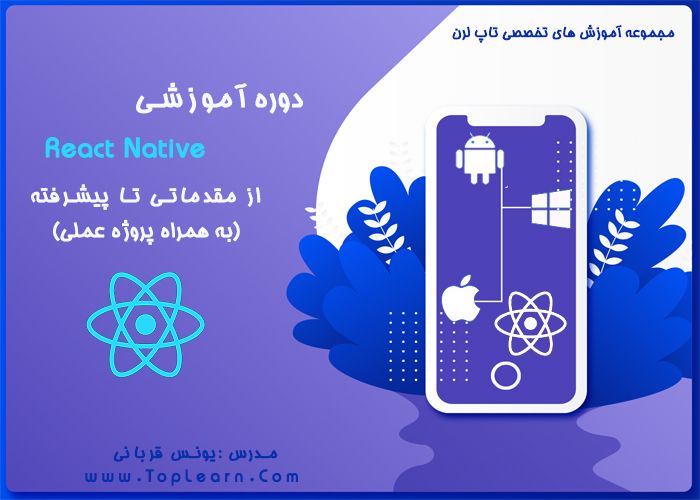 مجموعه آموزش های تخصصی تاپ لرن
دوره آموزشی
React Native
از مقدماتی تا پیشرفته
(به همراه پروژه عملی)
مدرس :یونس قربانی
www.TopLearn.Com